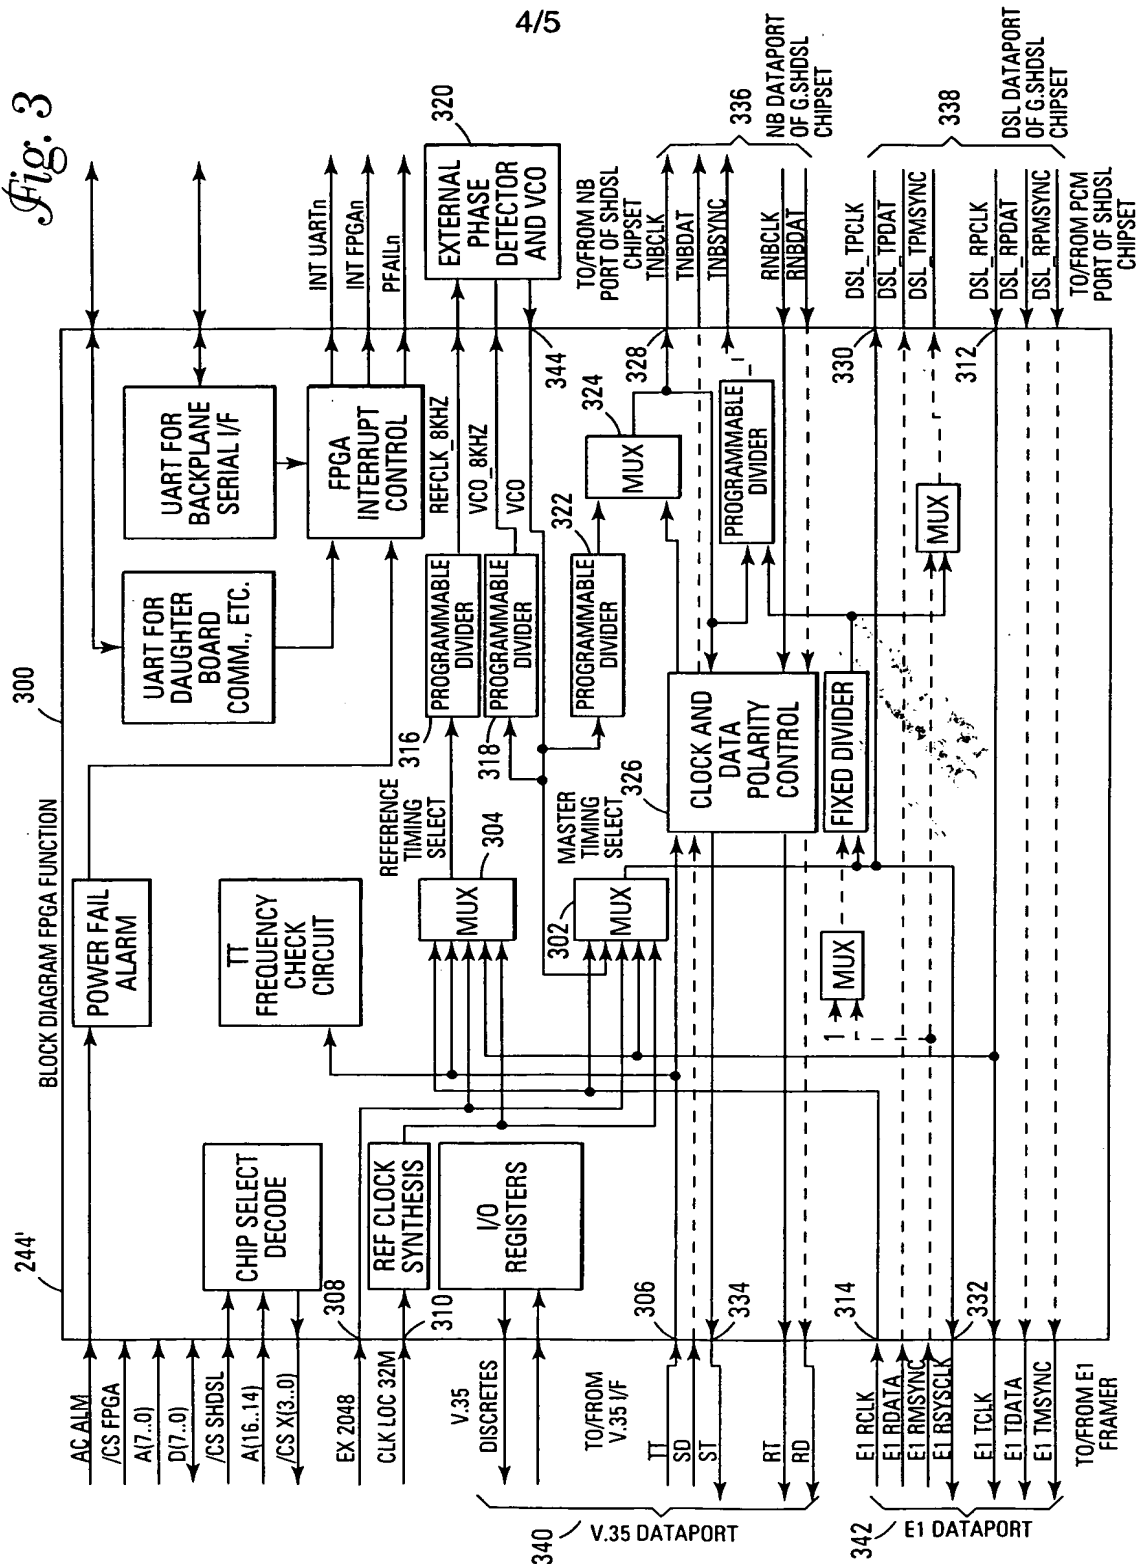 4/5
Fig. 3
BLOCK DIAGRAM FPGA FUNCTION
300
244'
AC ALM
/CS FPGA
A(7..0)
D(7..0)
/CS SHDSL
A(16..14)
/CS X(3..0)
EX 2048
CLK LOC 32M
V.35
DISCRETES
TO/FROM
V.35 I/F
TT
SD
ST
RT
RD
E1 RCLK
E1 RDATA
E1 RMSYNC
E1 RSYSCLK
E1 TCLK
E1 TDATA
E1 TMSYNC
TO/FROM E1
FRAMER
340
V.35 DATAPORT
342
E1 DATAPORT
308
310
306
334
314
332
CHIP SELECT
DECODE
REF CLOCK
SYNTHESIS
I/O
REGISTERS
POWER FAIL
ALARM
TT
FREQUENCY
CHECK
CIRCUIT
REFERENCE
TIMING
SELECT
304
MUX
MASTER
TIMING
SELECT
302
MUX
1
MUX
UART FOR
DAUGHTER
BOARD
COMM., ETC.
UART FOR
BACKPLANE
SERIAL I/F
FPGA
INTERRUPT
CONTROL
316
PROGRAMMABLE
DIVIDER
318
PROGRAMMABLE
DIVIDER
322
PROGRAMMABLE
DIVIDER
REFCLK_8KHZ
VCO_8KHZ
VCO
326
CLOCK AND
DATA
POLARITY
CONTROL
FIXED DIVIDER
324
MUX
PROGRAMMABLE
DIVIDER
MUX
344
328
330
312
INT UARTn
INT FPGAn
PFAILn
320
EXTERNAL
PHASE
DETECTOR
AND VCO
TO/FROM NB
PORT OF SHDSL
CHIPSET
TNBCLK
TNBDAT
TNBSYNC
RNBCLK
RNBDAT
DSL_TPCLK
DSL_TPDAT
DSL_TPMSYNC
DSL_RPCLK
DSL_RPDAT
DSL_RPMSYNC
TO/FROM PCM
PORT OF SHDSL
CHIPSET
336
NB DATAPORT
OF G.SHDSL
CHIPSET
338
DSL DATAPORT
OF G.SHDSL
CHIPSET